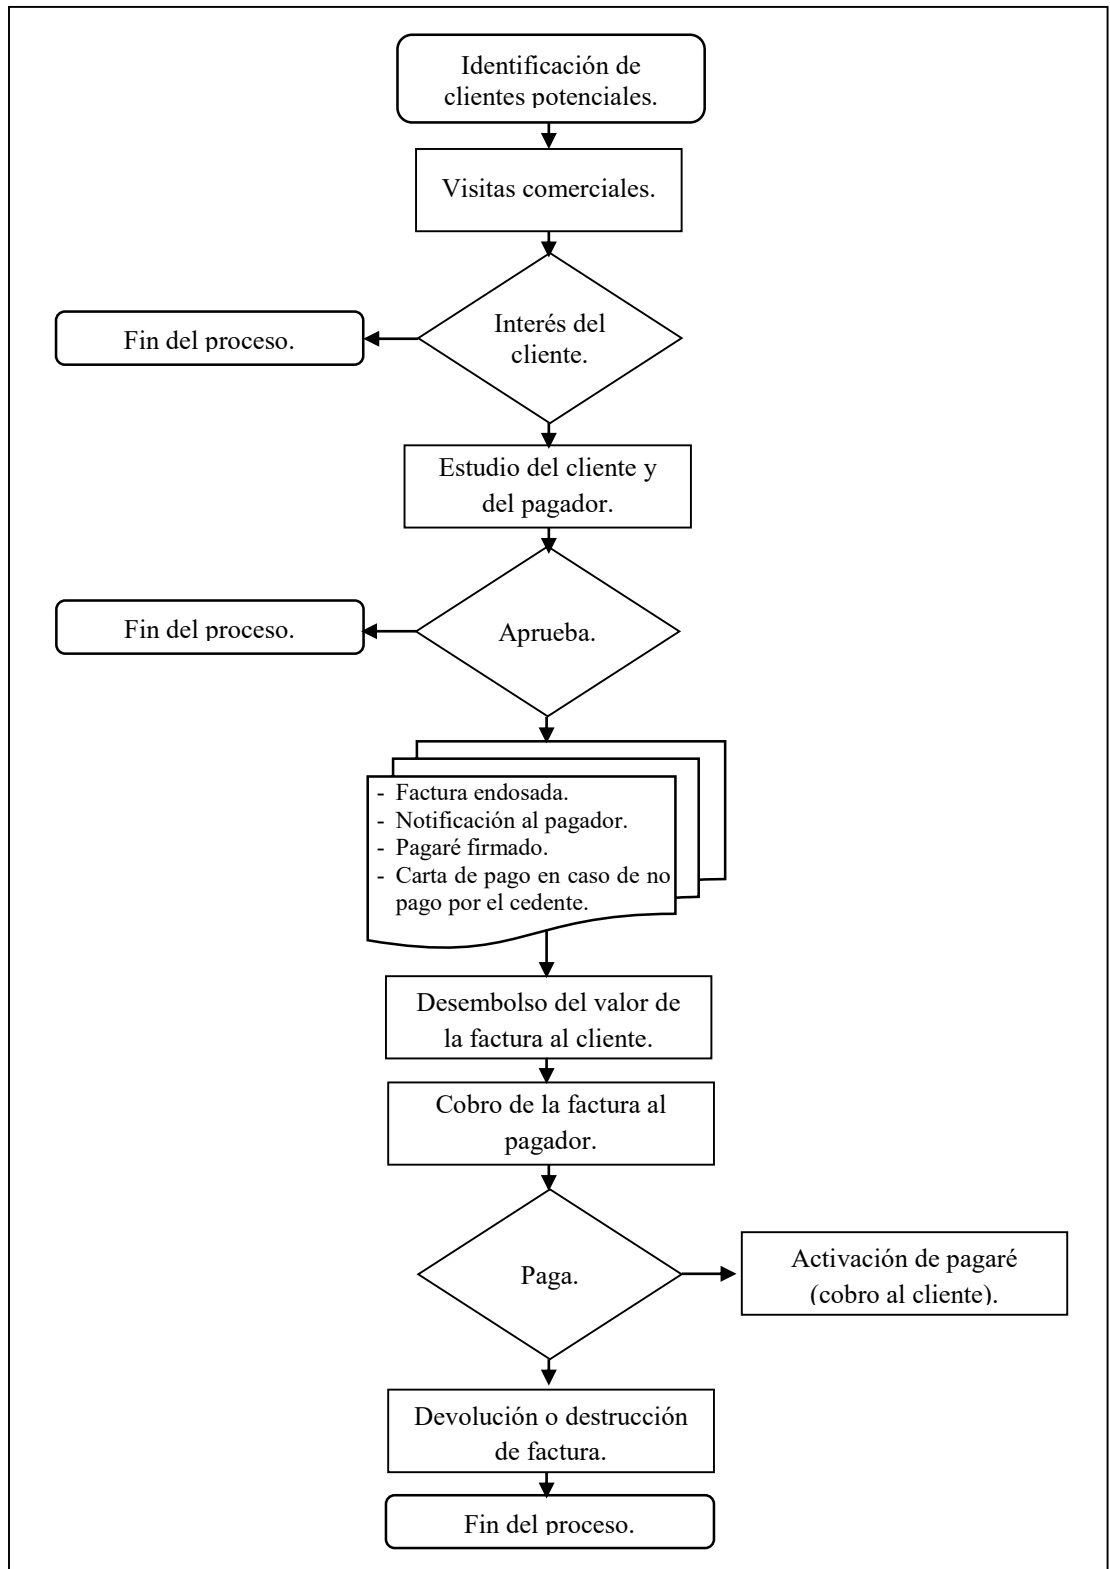 Identificación de
clientes potenciales.
Visitas comerciales.
Interés del
cliente.
Fin del proceso.
Estudio del cliente y
del pagador.
Aprueba.
Fin del proceso.
- Factura endosada.
- Notificación al pagador.
- Pagaré firmado.
- Carta de pago en caso de no
pago por el cedente.
Desembolso del valor de
la factura al cliente.
Cobro de la factura al
pagador.
Paga.
Activación de pagaré
(cobro al cliente).
Devolución o destrucción
de factura.
Fin del proceso.